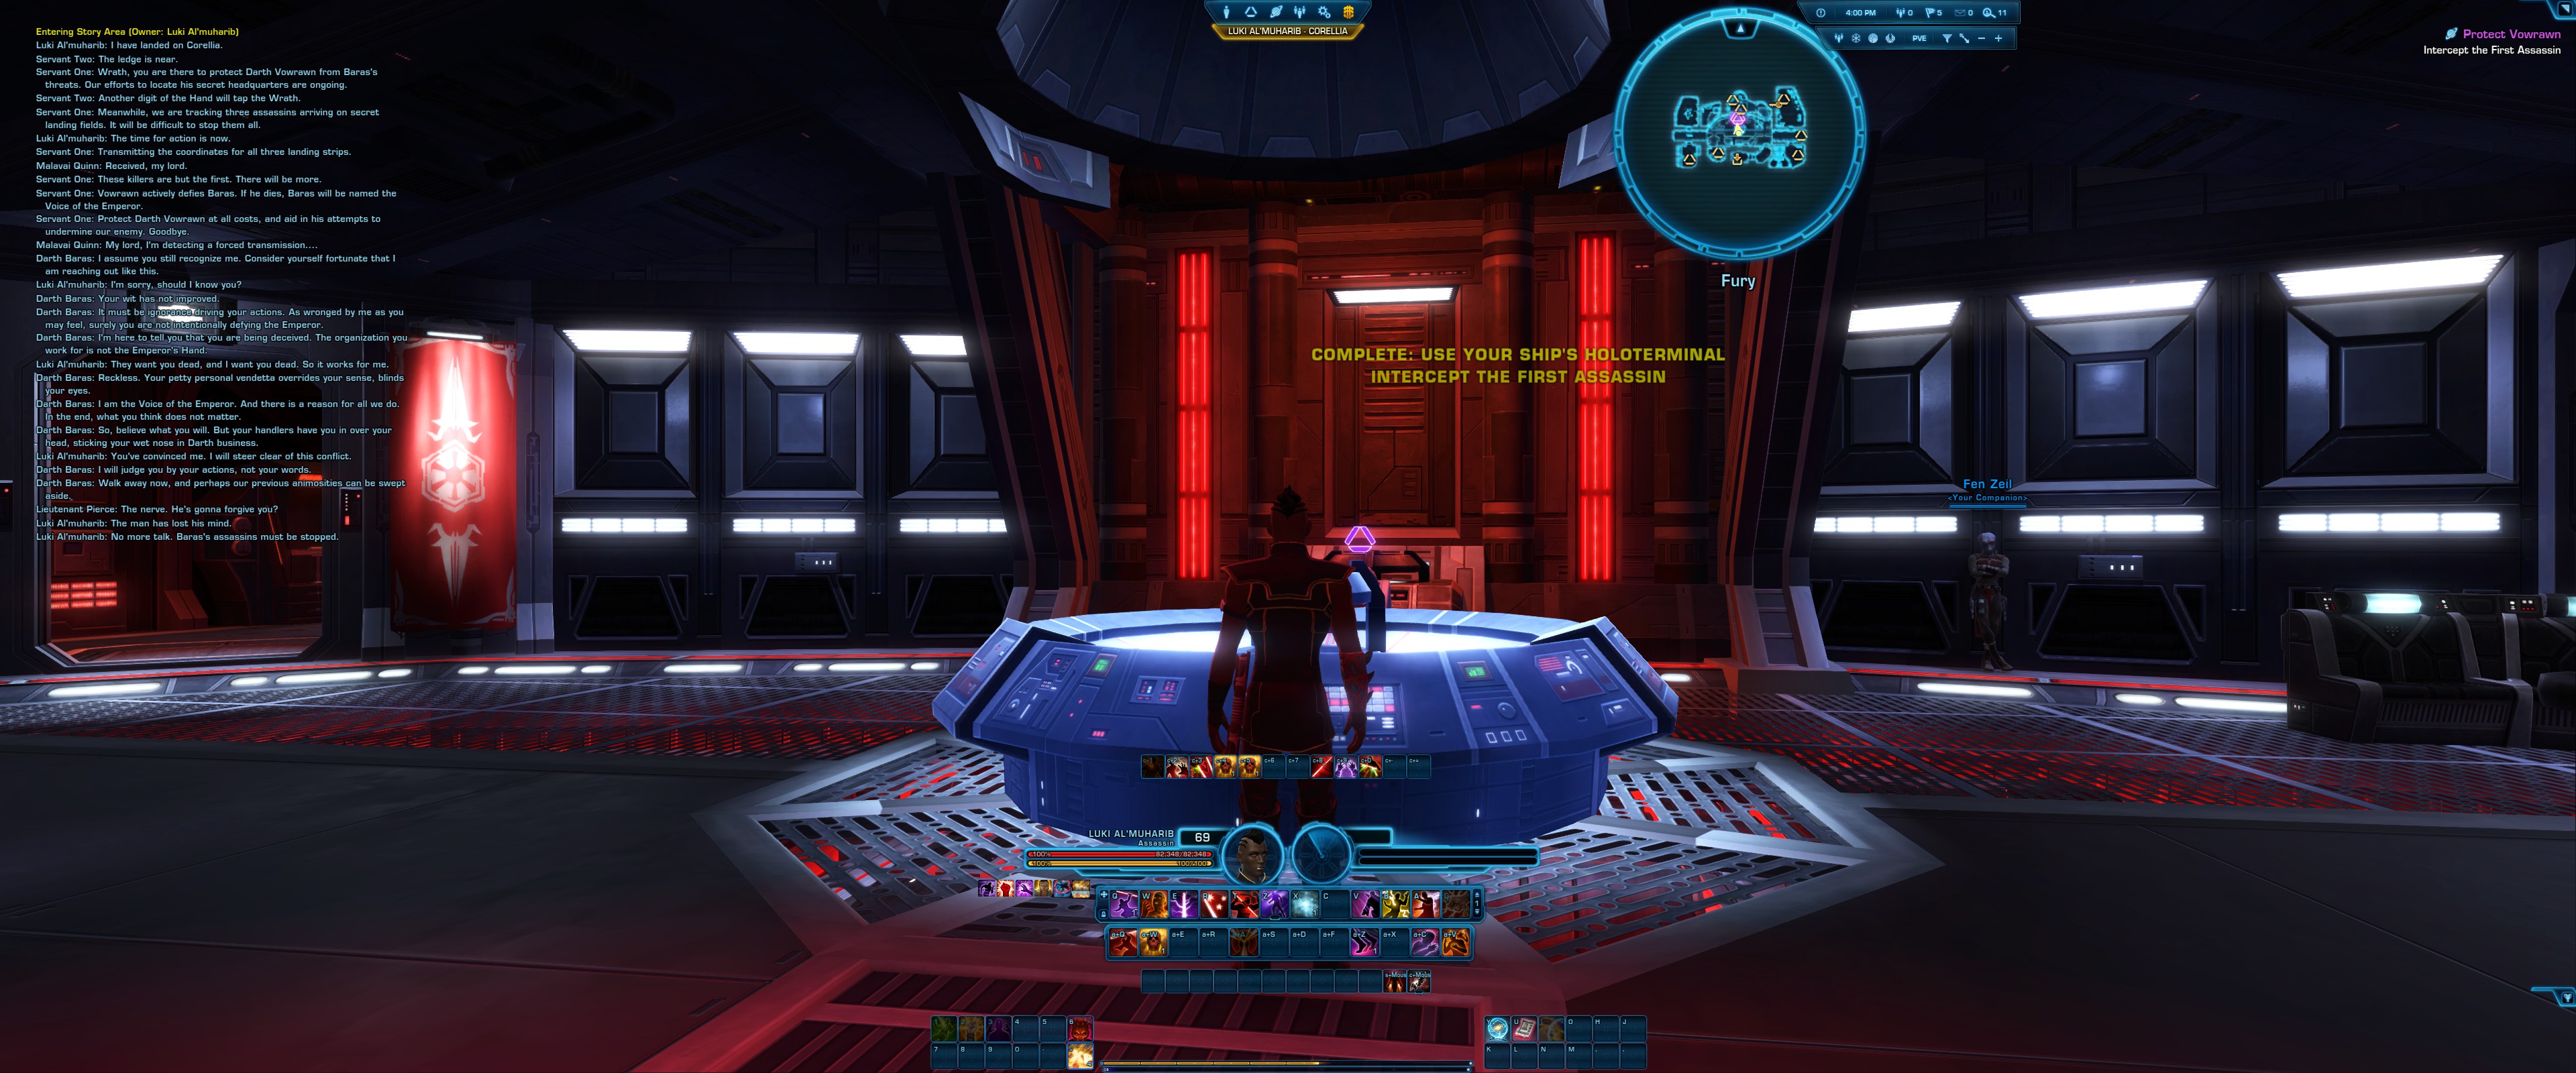 Entering Story Area (Owner: Luki Al'muharib)
Luki Al'muharib: I have landed on Corellia.
Servant Two: The ledge is near.
Servant One: Wrath, you are there to protect Darth Vowrawn from Baras's
threats. Our efforts to locate his secret headquarters are ongoing.
Servant Two: Another digit of the Hand will tap the Wrath.
Servant One: Meanwhile, we are tracking three assassins arriving on secret
landing fields. It will be difficult to stop them all.
Luki Al'muharib: The time for action is now.
Servant One: Transmitting the coordinates for all three landing strips.
Malavai Quinn: Received, my lord.
Servant One: These killers are but the first. There will be more.
Servant One: Vowrawn actively defies Baras. If he dies, Baras will be named the
Voice of the Emperor.
Servant One: Protect Darth Vowrawn at all costs, and aid in his attempts to
undermine our enemy. Goodbye.
Malavai Quinn: My lord, I'm detecting a forced transmission....
Darth Baras: I assume you still recognize me. Consider yourself fortunate that I
am reaching out like this.
Luki Al'muharib: I'm sorry, should I know you?
Darth Baras: Your wit has not improved.
Darth Baras: It must be ignorance driving your actions. As wronged by me as you
may feel, surely you are not intentionally defying the Emperor.
Darth Baras: I'm here to tell you that you are being deceived. The organization you
work for is not the Emperor's Hand.
Luki Al'muharib: They want you dead, and I want you dead. So it works for me.
Darth Baras: Reckless. Your petty personal vendetta overrides your sense, blinds
your eyes.
Darth Baras: I am the Voice of the Emperor. And there is a reason for all we do.
In the end, what you think does not matter.
Darth Baras: So, believe what you will. But your handlers have you in over your
head, sticking your wet nose in Darth business.
Luki Al'muharib: You've convinced me. I will steer clear of this conflict.
Darth Baras: I will judge you by your actions, not your words.
Darth Baras: Walk away now, and perhaps our previous animosities can be swept
aside.
Lieutenant Pierce: The nerve. He's gonna forgive you?
Luki Al'muharib: The man has lost his mind.
Luki Al'muharib: No more talk. Baras's assassins must be stopped.
LUKI AL'MUHARIB - CORELLIA
4:00 PM 0 5 0 11
PVE
Protect Vowrawn
Intercept the First Assassin
Fury
COMPLETE: USE YOUR SHIP'S HOLOTERMINAL
INTERCEPT THE FIRST ASSASSIN
Fen Zeil
<Your Companion>
c+6 c+7
LUKI AL'MUHARIB 69
Assassin
100% 82,348/82,348
100% 100/100
Q W E R Z X C V A
a+Q a+W a+E a+R a+S a+D a+F a+Z a+X a+C a+V
4 5 6
7 8 9 0
U O H J
K L N M